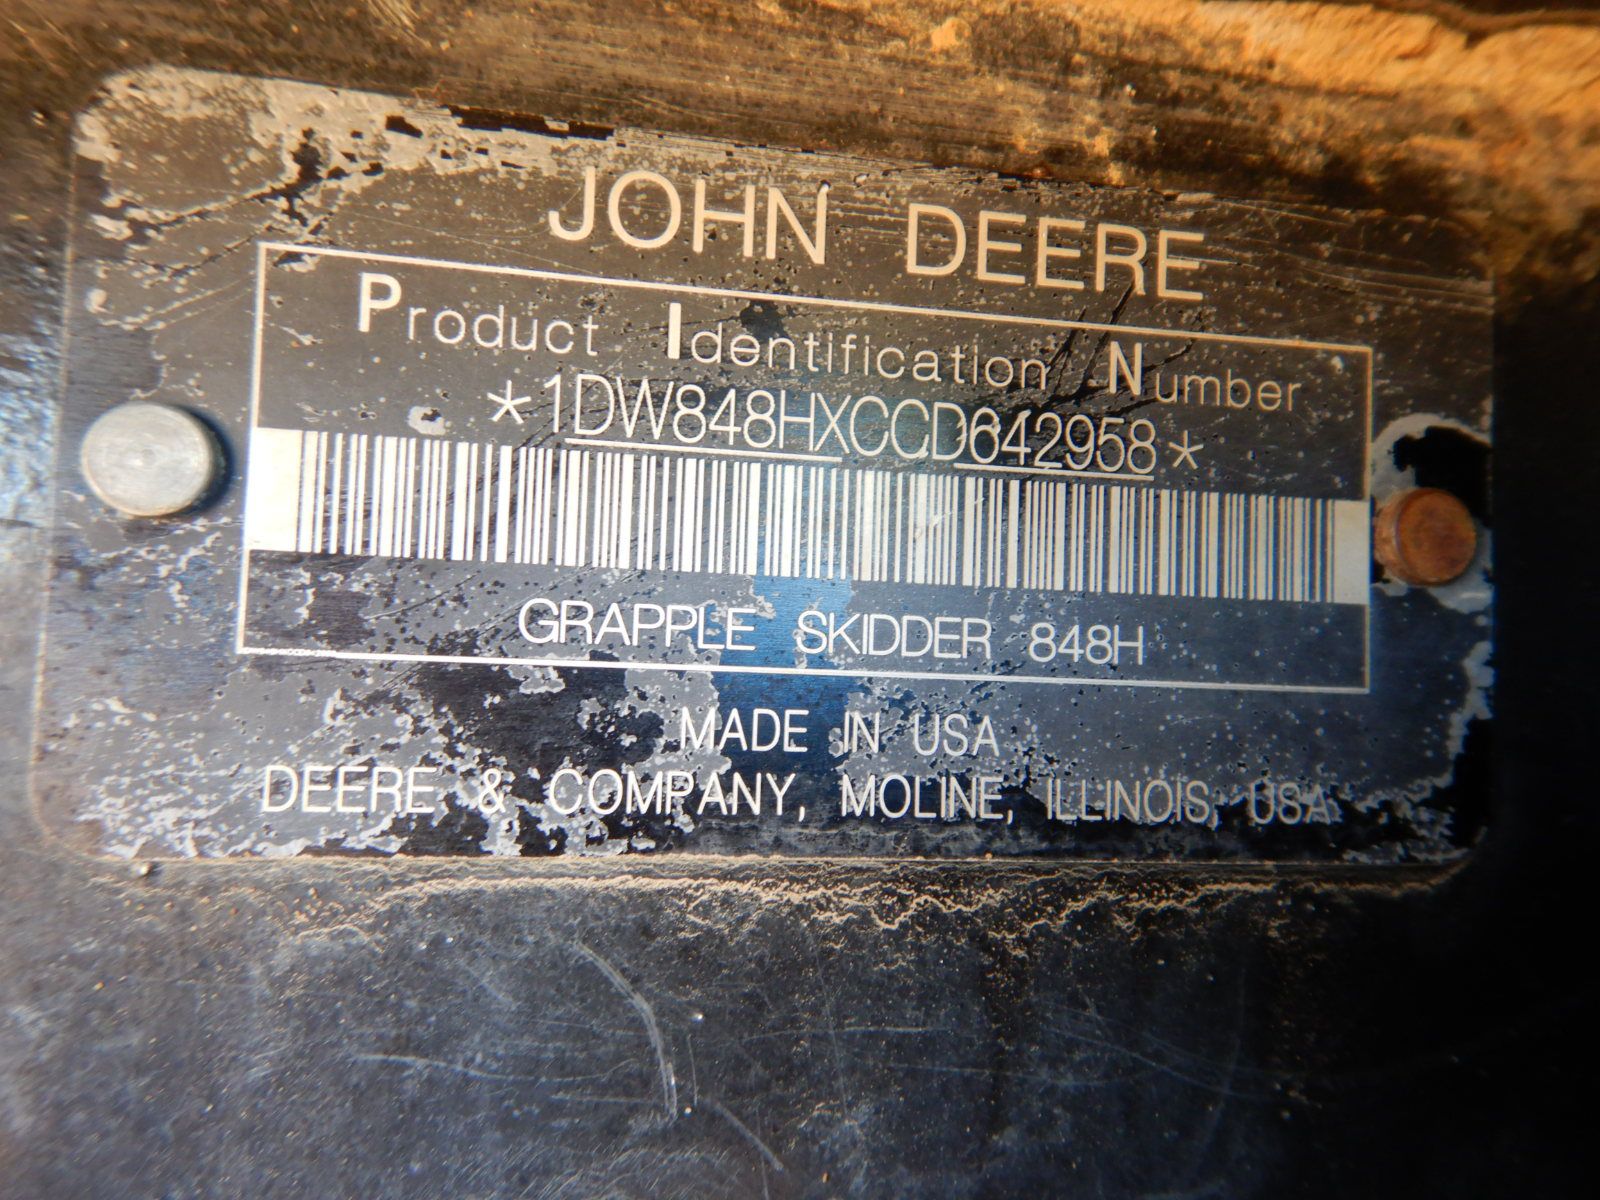 JOHN DEERE
Product Identification Number
*1DW848HXCCD642958*
GRAPPLE SKIDDER 848H
MADE IN USA
DEERE & COMPANY, MOLINE, ILLINOIS, USA